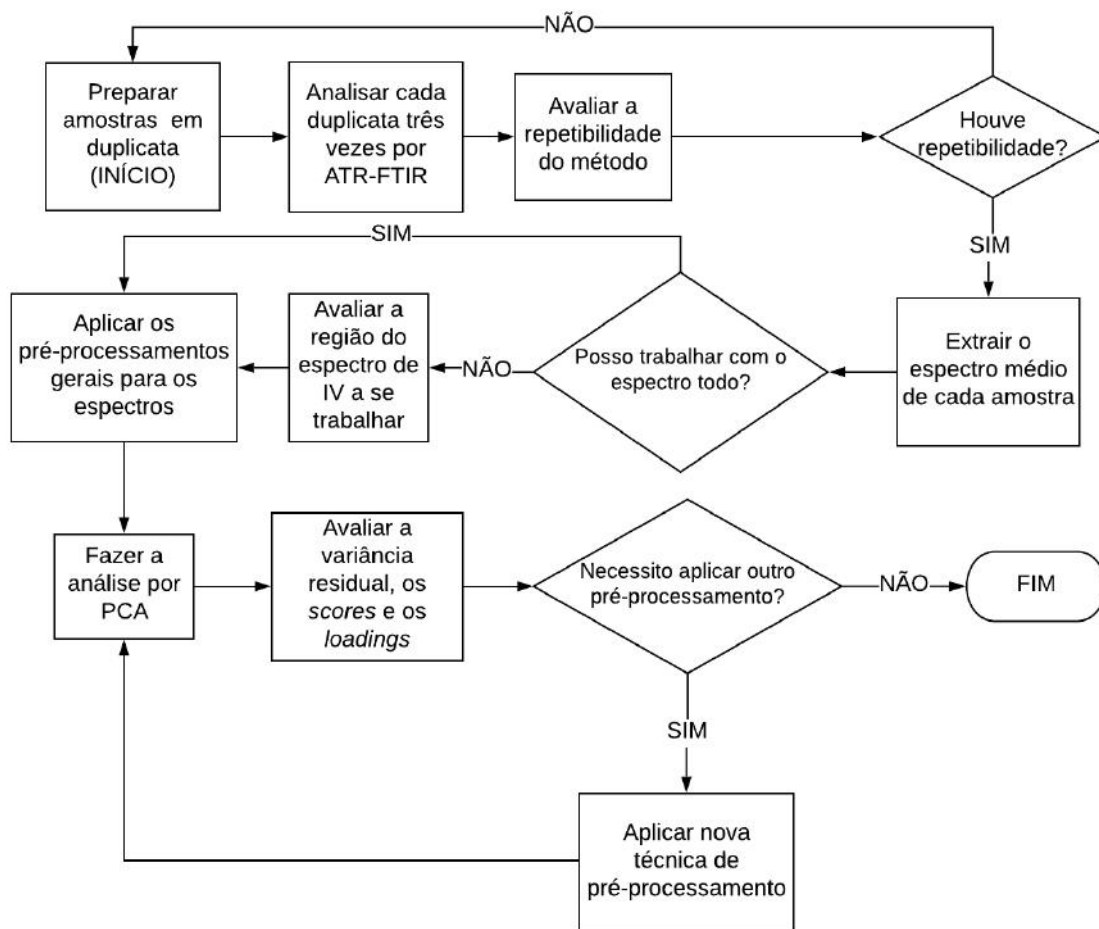 NÃO
Preparar
amostras em
duplicata
(INÍCIO)
Analisar cada
duplicata três
vezes por
ATR-FTIR
Avaliar a
repetibilidade
do método
Houve
repetibilidade?
SIM
SIM
Aplicar os
pré-processamentos
gerais para os
espectros
Avaliar a
região do
espectro de
IV a se
trabalhar
NÃO
Posso trabalhar com o
espectro todo?
Extrair o
espectro médio
de cada amostra
Fazer a
análise por
PCA
Avaliar a
variância
residual, os
scores e os
loadings
Necessito aplicar outro
pré-processamento?
NÃO
FIM
SIM
Aplicar nova
técnica de
pré-processamento